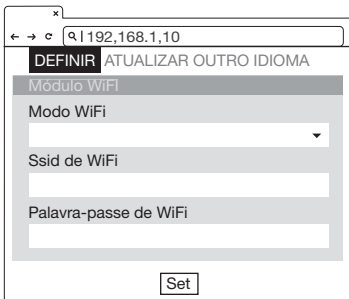 192,168.1,10
DEFINIR ATUALIZAR OUTRO IDIOMA
Módulo WiFI
Modo WiFi
Ssid de WiFi
Palavra-passe de WiFi
Set